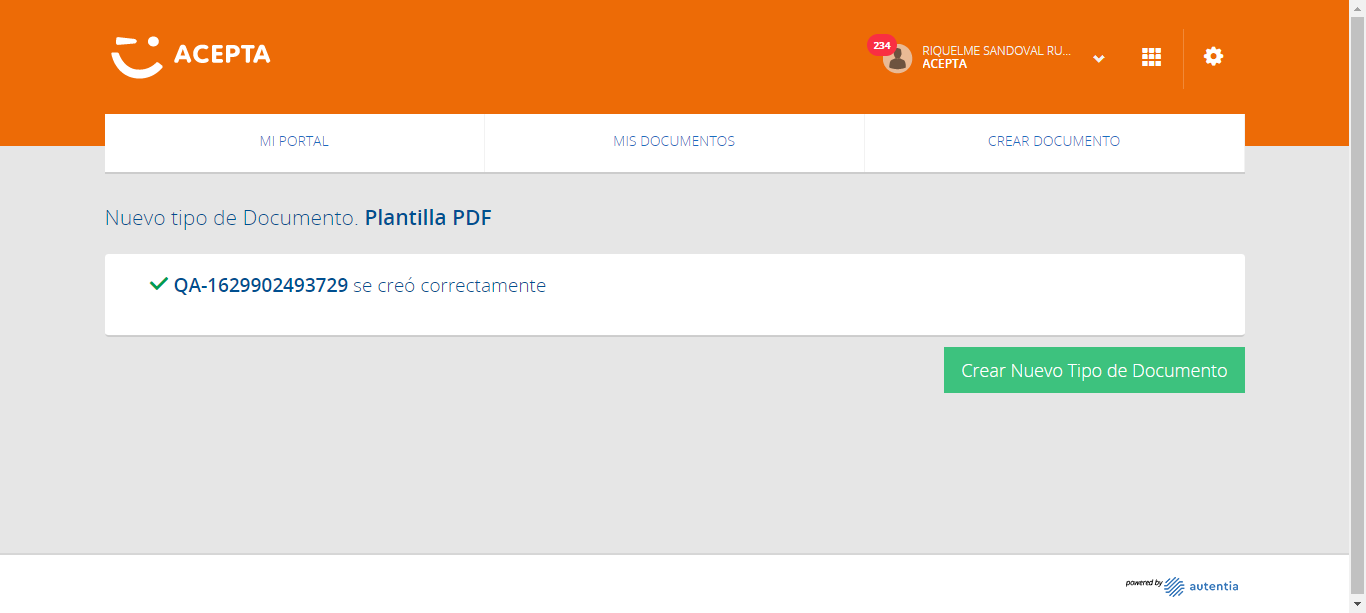 ACEPTA
234
RIQUELME SANDOVAL RU...
ACEPTA
MI PORTAL
MIS DOCUMENTOS
CREAR DOCUMENTO
Nuevo tipo de Documento. Plantilla PDF
QA-1629902493729 se creó correctamente
Crear Nuevo Tipo de Documento
powered by autentia